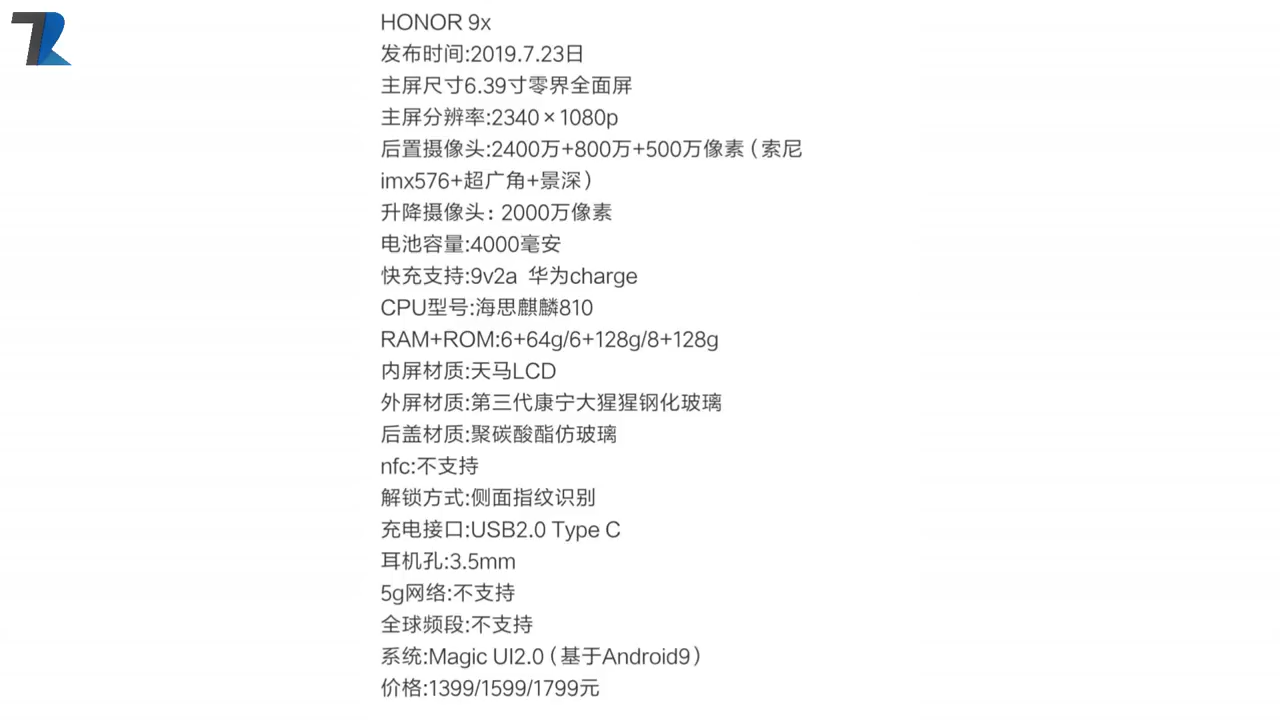 HONOR 9x
发布时间:2019.7.23日
主屏尺寸6.39寸零界全面屏
主屏分辨率:2340×1080p
后置摄像头:2400万+800万+500万像素（索尼
imx576+超广角+景深）
升降摄像头：2000万像素
电池容量:4000毫安
快充支持:9v2a 华为charge
CPU型号:海思麒麟810
RAM+ROM:6+64g/6+128g/8+128g
内屏材质:天马LCD
外屏材质:第三代康宁大猩猩钢化玻璃
后盖材质:聚碳酸酯仿玻璃
nfc:不支持
解锁方式:侧面指纹识别
充电接口:USB2.0 Type C
耳机孔:3.5mm
5g网络:不支持
全球频段:不支持
系统:Magic UI2.0（基于Android9）
价格:1399/1599/1799元